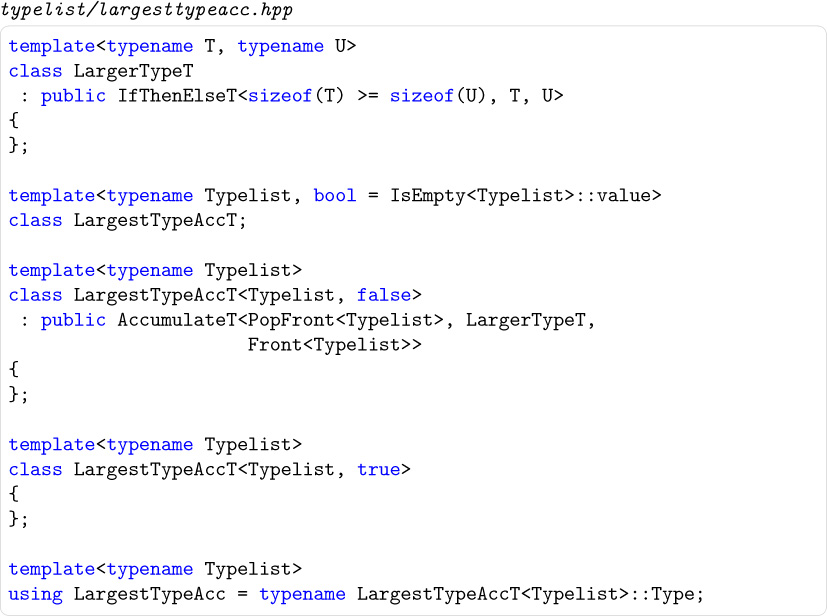 typelist/largesttypeacc.hpp
template<typename T, typename U>
class LargerTypeT
 : public IfThenElseT<sizeof(T) >= sizeof(U), T, U>
{
};
template<typename Typelist, bool = IsEmpty<Typelist>::value>
class LargestTypeAccT;
template<typename Typelist>
class LargestTypeAccT<Typelist, false>
 : public AccumulateT<PopFront<Typelist>, LargerTypeT,
                      Front<Typelist>>
{
};
template<typename Typelist>
class LargestTypeAccT<Typelist, true>
{
};
template<typename Typelist>
using LargestTypeAcc = typename LargestTypeAccT<Typelist>::Type;